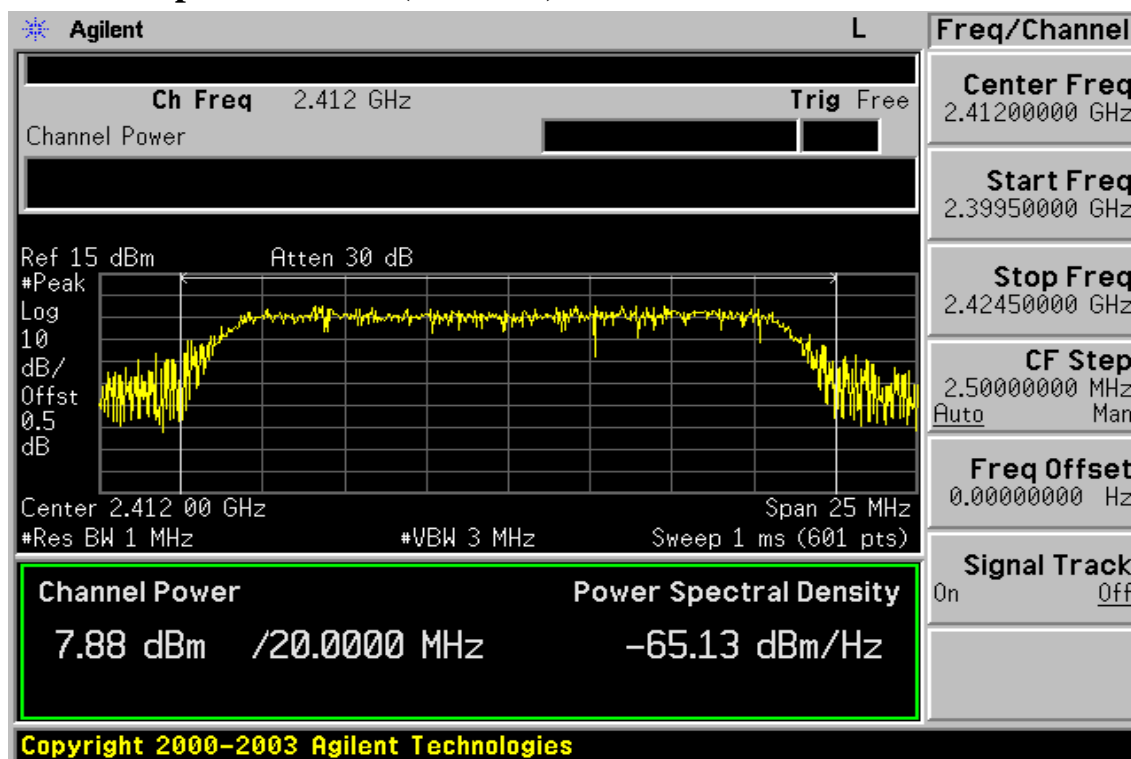 Agilent L
Freq/Channel
Ch Freq 2.412 GHz Trig Free
Channel Power
Center Freq
2.41200000 GHz
Start Freq
2.39950000 GHz
Stop Freq
2.42450000 GHz
CF Step
2.50000000 MHz
Auto Man
Freq Offset
0.00000000 Hz
Signal Track
On Off
Ref 15 dBm Atten 30 dB
#Peak
Log
10
dB/
Offst
0.5
dB
Center 2.412 00 GHz Span 25 MHz
#Res BW 1 MHz #VBW 3 MHz Sweep 1 ms (601 pts)
Channel Power Power Spectral Density
7.88 dBm /20.0000 MHz -65.13 dBm/Hz
Copyright 2000-2003 Agilent Technologies